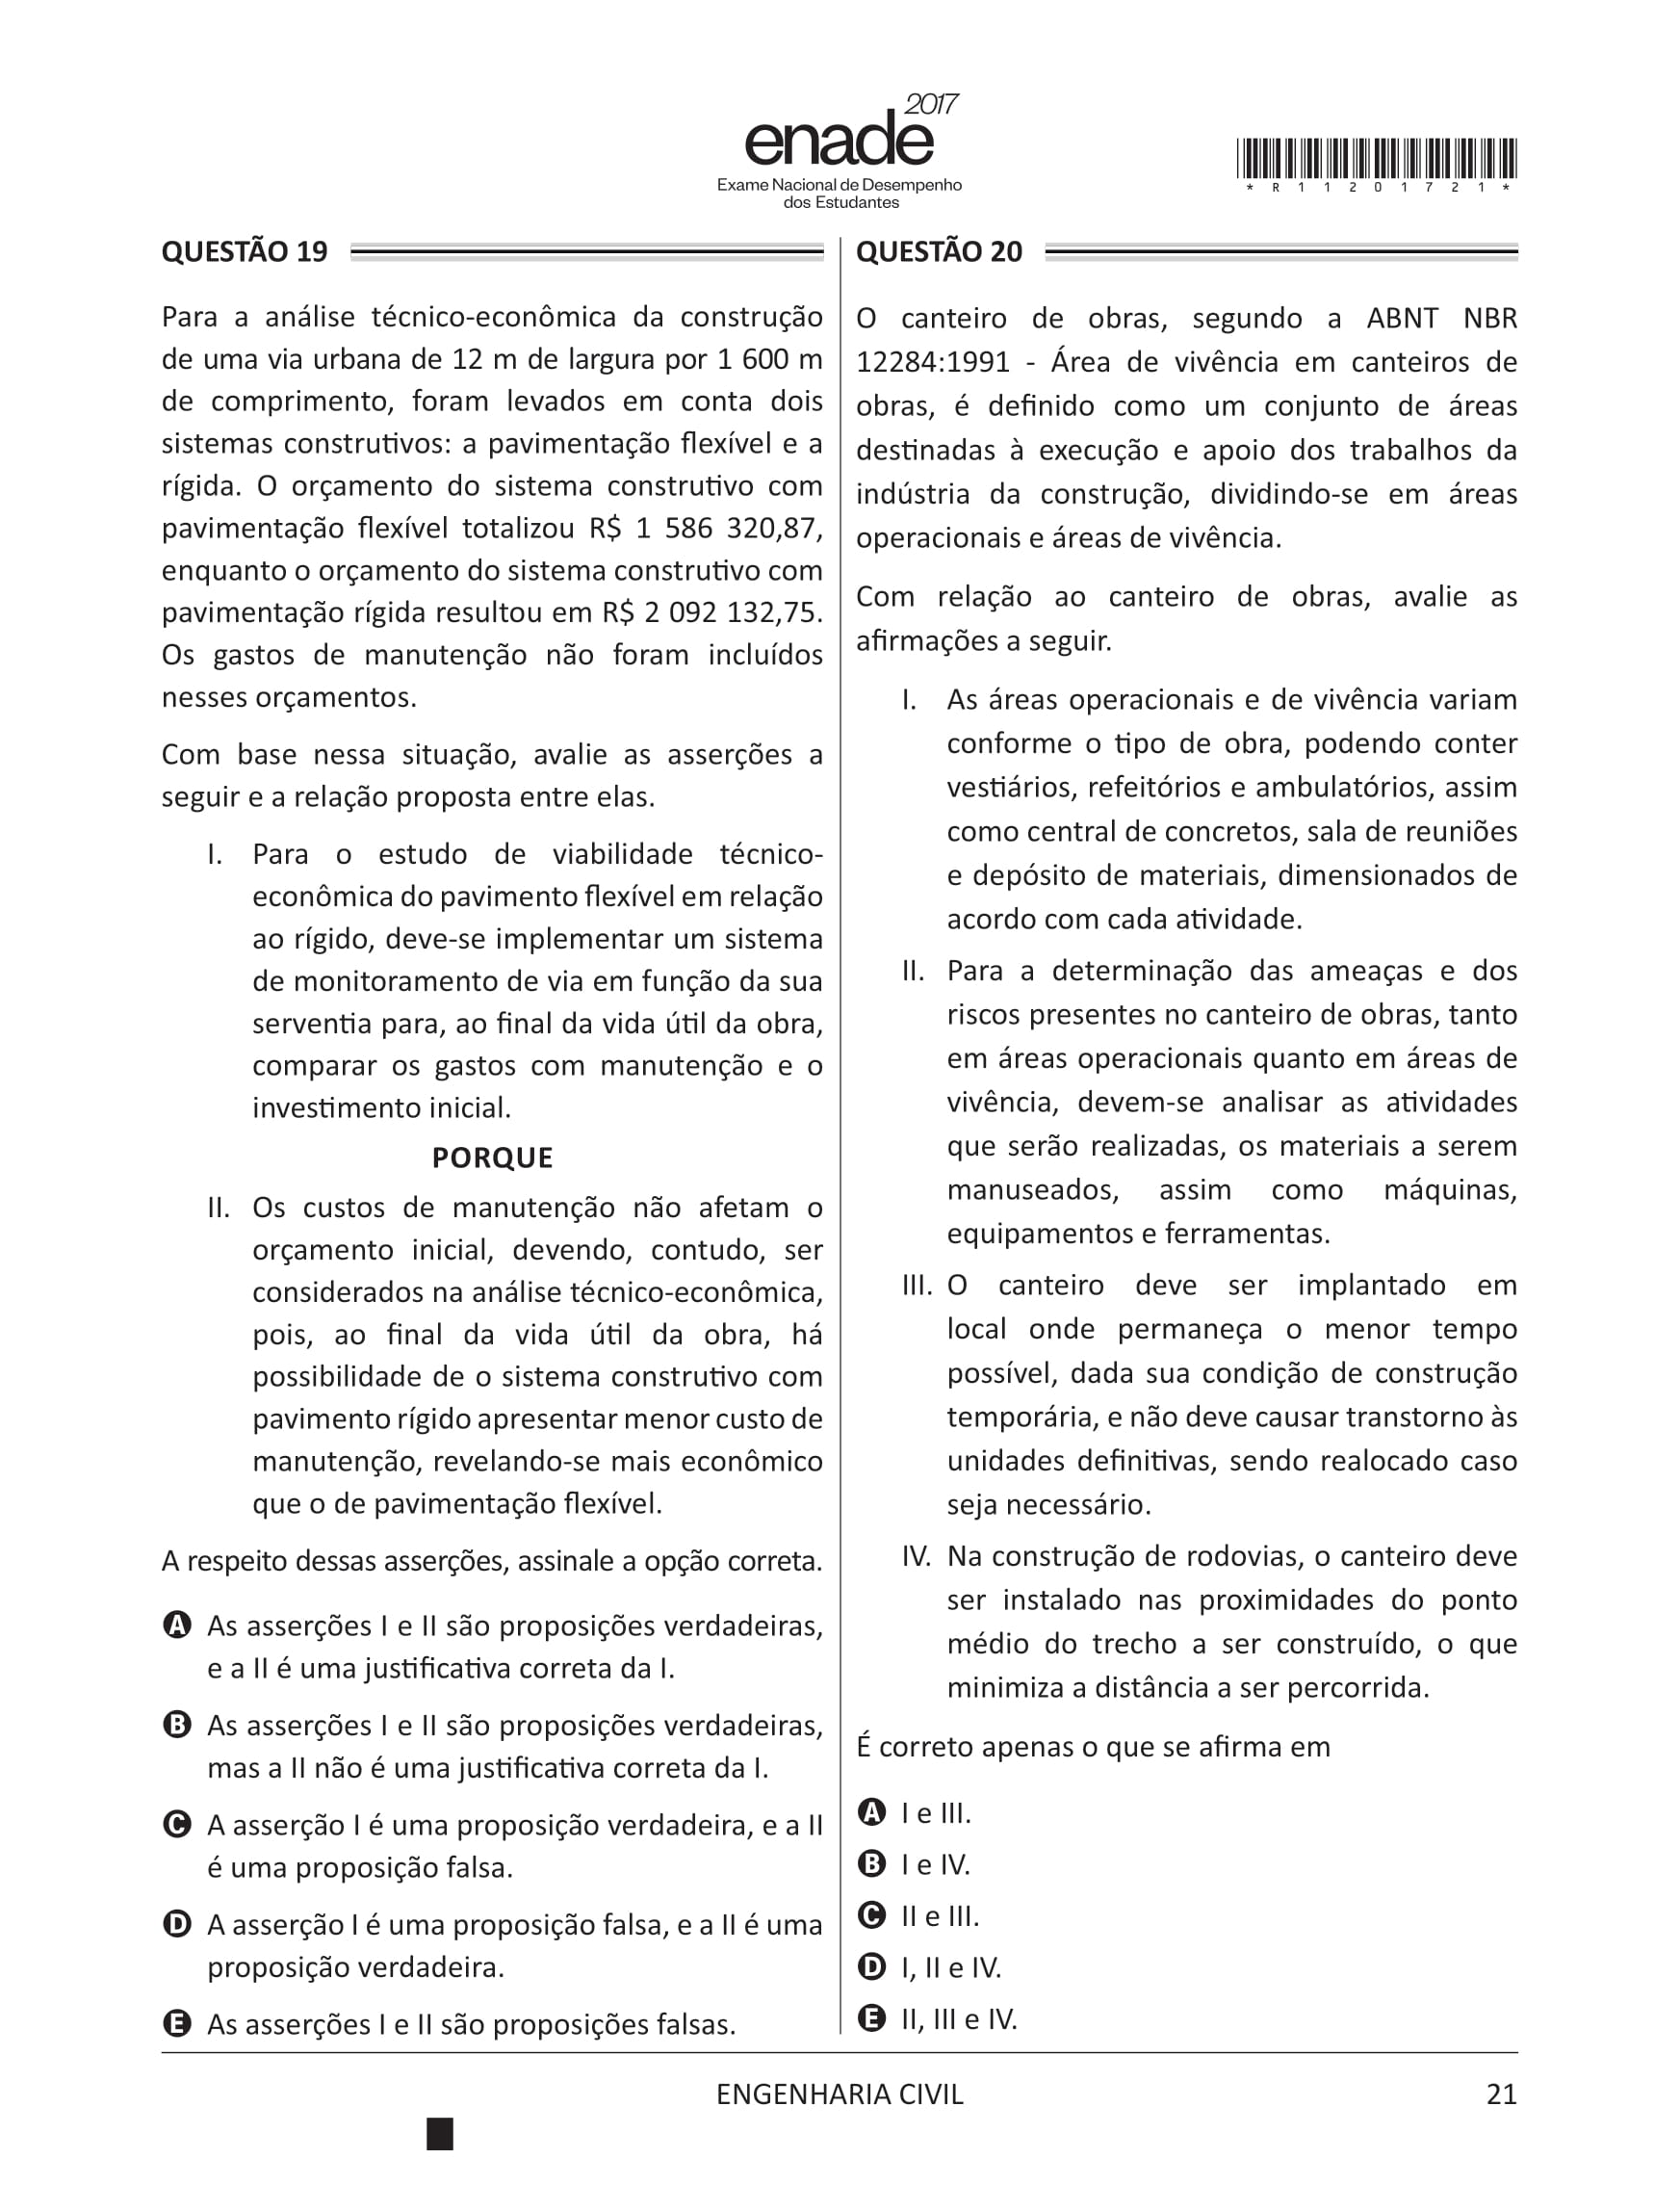 2017
enade
Exame Nacional de Desempenho
dos Estudantes
* R 1 1 2 0 1 7 2 1 *
QUESTÃO 19
Para a análise técnico-econômica da construção
de uma via urbana de 12 m de largura por 1 600 m
de comprimento, foram levados em conta dois
sistemas construtivos: a pavimentação flexível e a
rígida. O orçamento do sistema construtivo com
pavimentação flexível totalizou R$ 1 586 320,87,
enquanto o orçamento do sistema construtivo com
pavimentação rígida resultou em R$ 2 092 132,75.
Os gastos de manutenção não foram incluídos
nesses orçamentos.
Com base nessa situação, avalie as asserções a
seguir e a relação proposta entre elas.
I. Para o estudo de viabilidade técnico-
econômica do pavimento flexível em relação
ao rígido, deve-se implementar um sistema
de monitoramento de via em função da sua
serventia para, ao final da vida útil da obra,
comparar os gastos com manutenção e o
investimento inicial.
PORQUE
II. Os custos de manutenção não afetam o
orçamento inicial, devendo, contudo, ser
considerados na análise técnico-econômica,
pois, ao final da vida útil da obra, há
possibilidade de o sistema construtivo com
pavimento rígido apresentar menor custo de
manutenção, revelando-se mais econômico
que o de pavimentação flexível.
A respeito dessas asserções, assinale a opção correta.
A As asserções I e II são proposições verdadeiras,
e a II é uma justificativa correta da I.
B As asserções I e II são proposições verdadeiras,
mas a II não é uma justificativa correta da I.
C A asserção I é uma proposição verdadeira, e a II
é uma proposição falsa.
D A asserção I é uma proposição falsa, e a II é uma
proposição verdadeira.
E As asserções I e II são proposições falsas.
QUESTÃO 20
O canteiro de obras, segundo a ABNT NBR
12284:1991 - Área de vivência em canteiros de
obras, é definido como um conjunto de áreas
destinadas à execução e apoio dos trabalhos da
indústria da construção, dividindo-se em áreas
operacionais e áreas de vivência.
Com relação ao canteiro de obras, avalie as
afirmações a seguir.
I. As áreas operacionais e de vivência variam
conforme o tipo de obra, podendo conter
vestiários, refeitórios e ambulatórios, assim
como central de concretos, sala de reuniões
e depósito de materiais, dimensionados de
acordo com cada atividade.
II. Para a determinação das ameaças e dos
riscos presentes no canteiro de obras, tanto
em áreas operacionais quanto em áreas de
vivência, devem-se analisar as atividades
que serão realizadas, os materiais a serem
manuseados, assim como máquinas,
equipamentos e ferramentas.
III. O canteiro deve ser implantado em
local onde permaneça o menor tempo
possível, dada sua condição de construção
temporária, e não deve causar transtorno às
unidades definitivas, sendo realocado caso
seja necessário.
IV. Na construção de rodovias, o canteiro deve
ser instalado nas proximidades do ponto
médio do trecho a ser construído, o que
minimiza a distância a ser percorrida.
É correto apenas o que se afirma em
A I e III.
B I e IV.
C II e III.
D I, II e IV.
E II, III e IV.
ENGENHARIA CIVIL
21